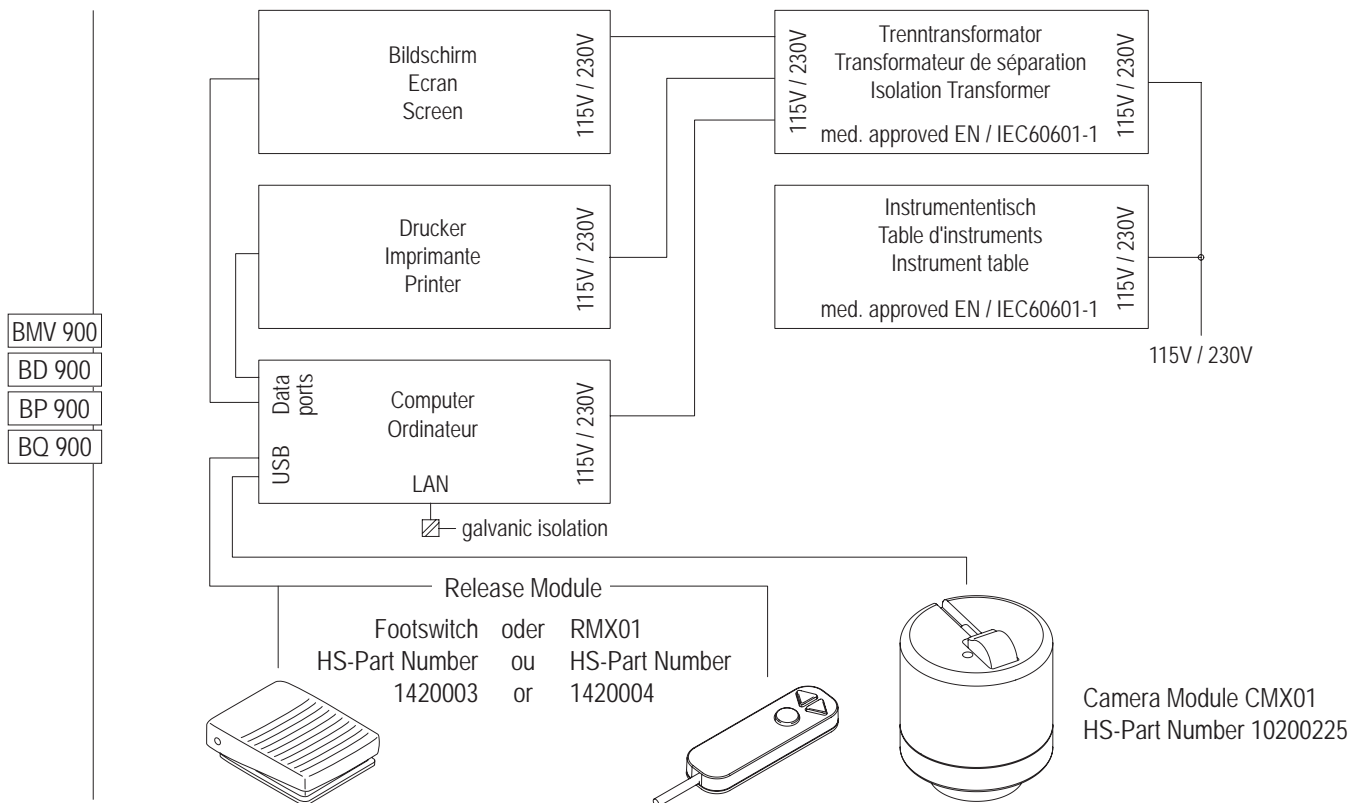 Bildschirm
Ecran
Screen
115V / 230V
115V / 230V
Trenntransformator
Transformateur de séparation
Isolation Transformer
med. approved EN / IEC60601-1
115V / 230V
Drucker
Imprimante
Printer
115V / 230V
Instrumententisch
Table d'instruments
Instrument table
med. approved EN / IEC60601-1
115V / 230V
115V / 230V
BMV 900
BD 900
BP 900
BQ 900
Data
ports
USB
Computer
Ordinateur
LAN
115V / 230V
galvanic isolation
Release Module
Footswitch oder RMX01
HS-Part Number ou HS-Part Number
1420003 or 1420004
Camera Module CMX01
HS-Part Number 10200225